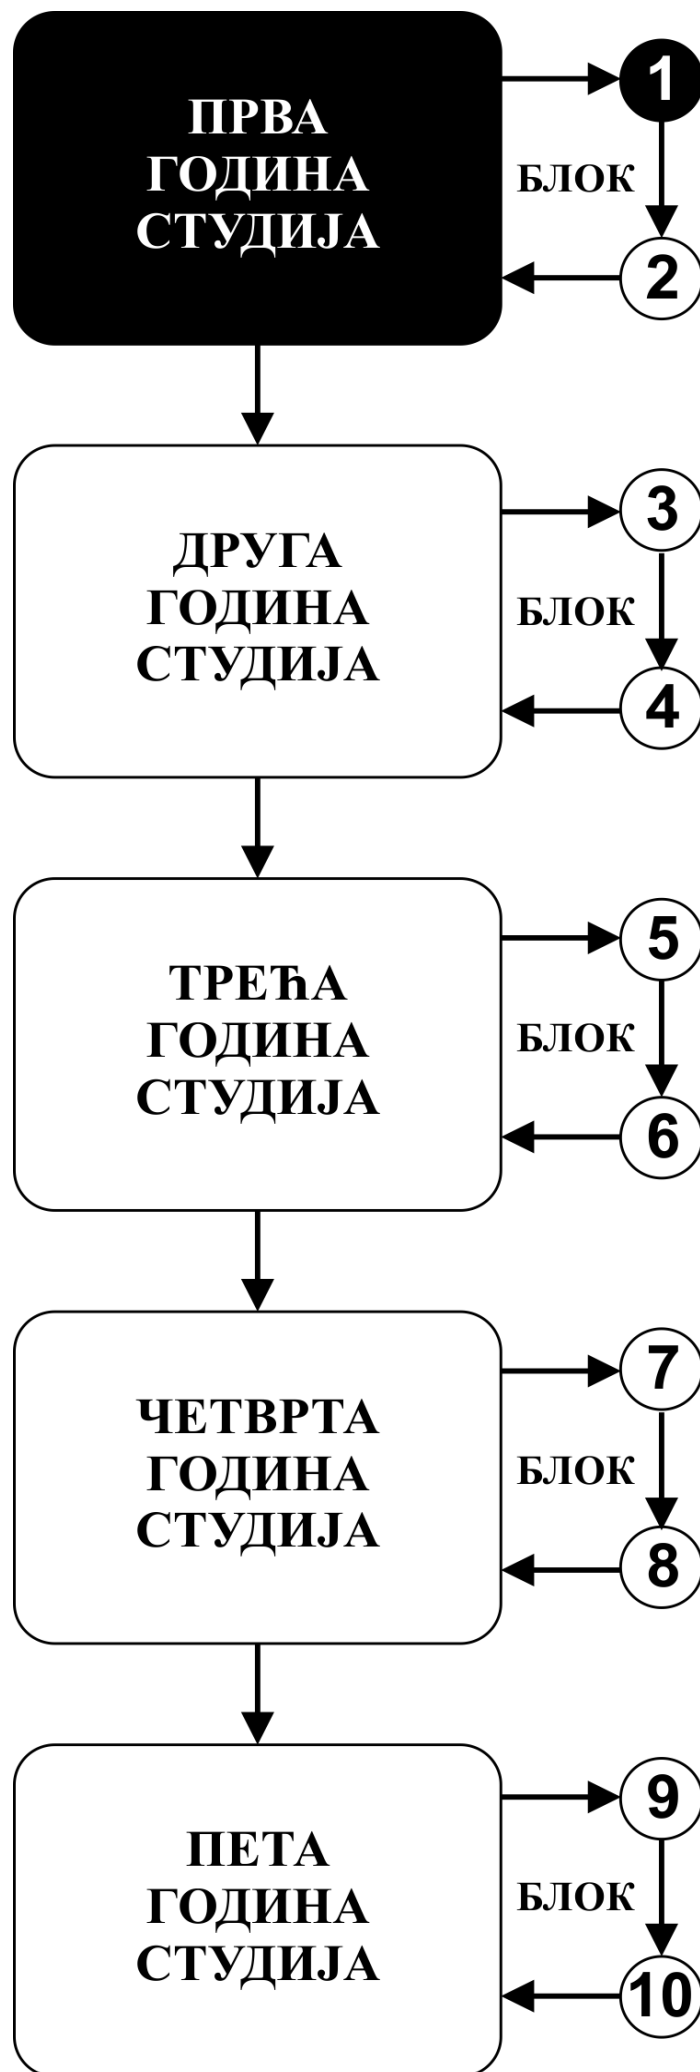 ПРВА
ГОДИНА
СТУДИЈА
1
БЛОК
2
ДРУГА
ГОДИНА
СТУДИЈА
3
БЛОК
4
ТРЕЋА
ГОДИНА
СТУДИЈА
5
БЛОК
6
ЧЕТВРТА
ГОДИНА
СТУДИЈА
7
БЛОК
8
ПЕТА
ГОДИНА
СТУДИЈА
9
БЛОК
10